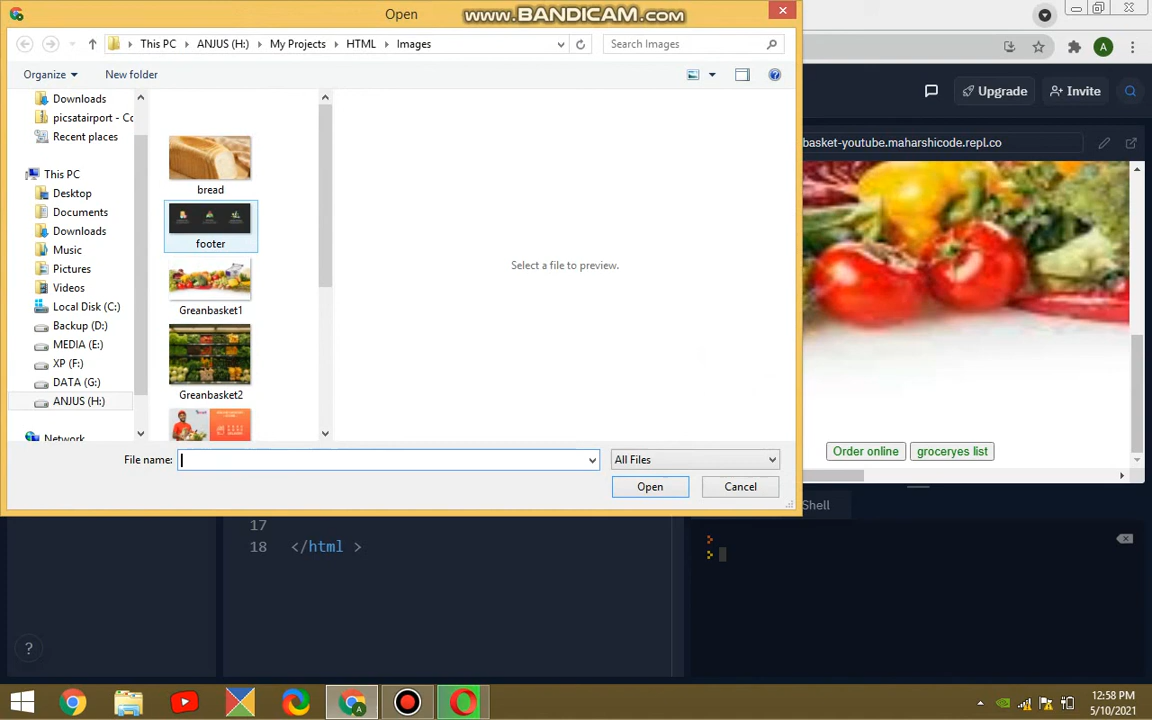 Open
www.BANDICAM.com
This PC
ANJUS (H:)
My Projects
HTML
Images
Search Images
Organize
New folder
Downloads
picsatairport - Co
Recent places
This PC
Desktop
Documents
Downloads
Music
Pictures
Videos
Local Disk (C:)
Backup (D:)
MEDIA (E:)
XP (F:)
DATA (G:)
ANJUS (H:)
Network
bread
footer
Greanbasket1
Greanbasket2
Select a file to preview.
File name:
All Files
Open
Cancel
A
Upgrade
Invite
basket-youtube.maharshicode.repl.co
Order online
groceryes list
Shell
17
18 </html >
?
A
12:58 PM
5/10/2021